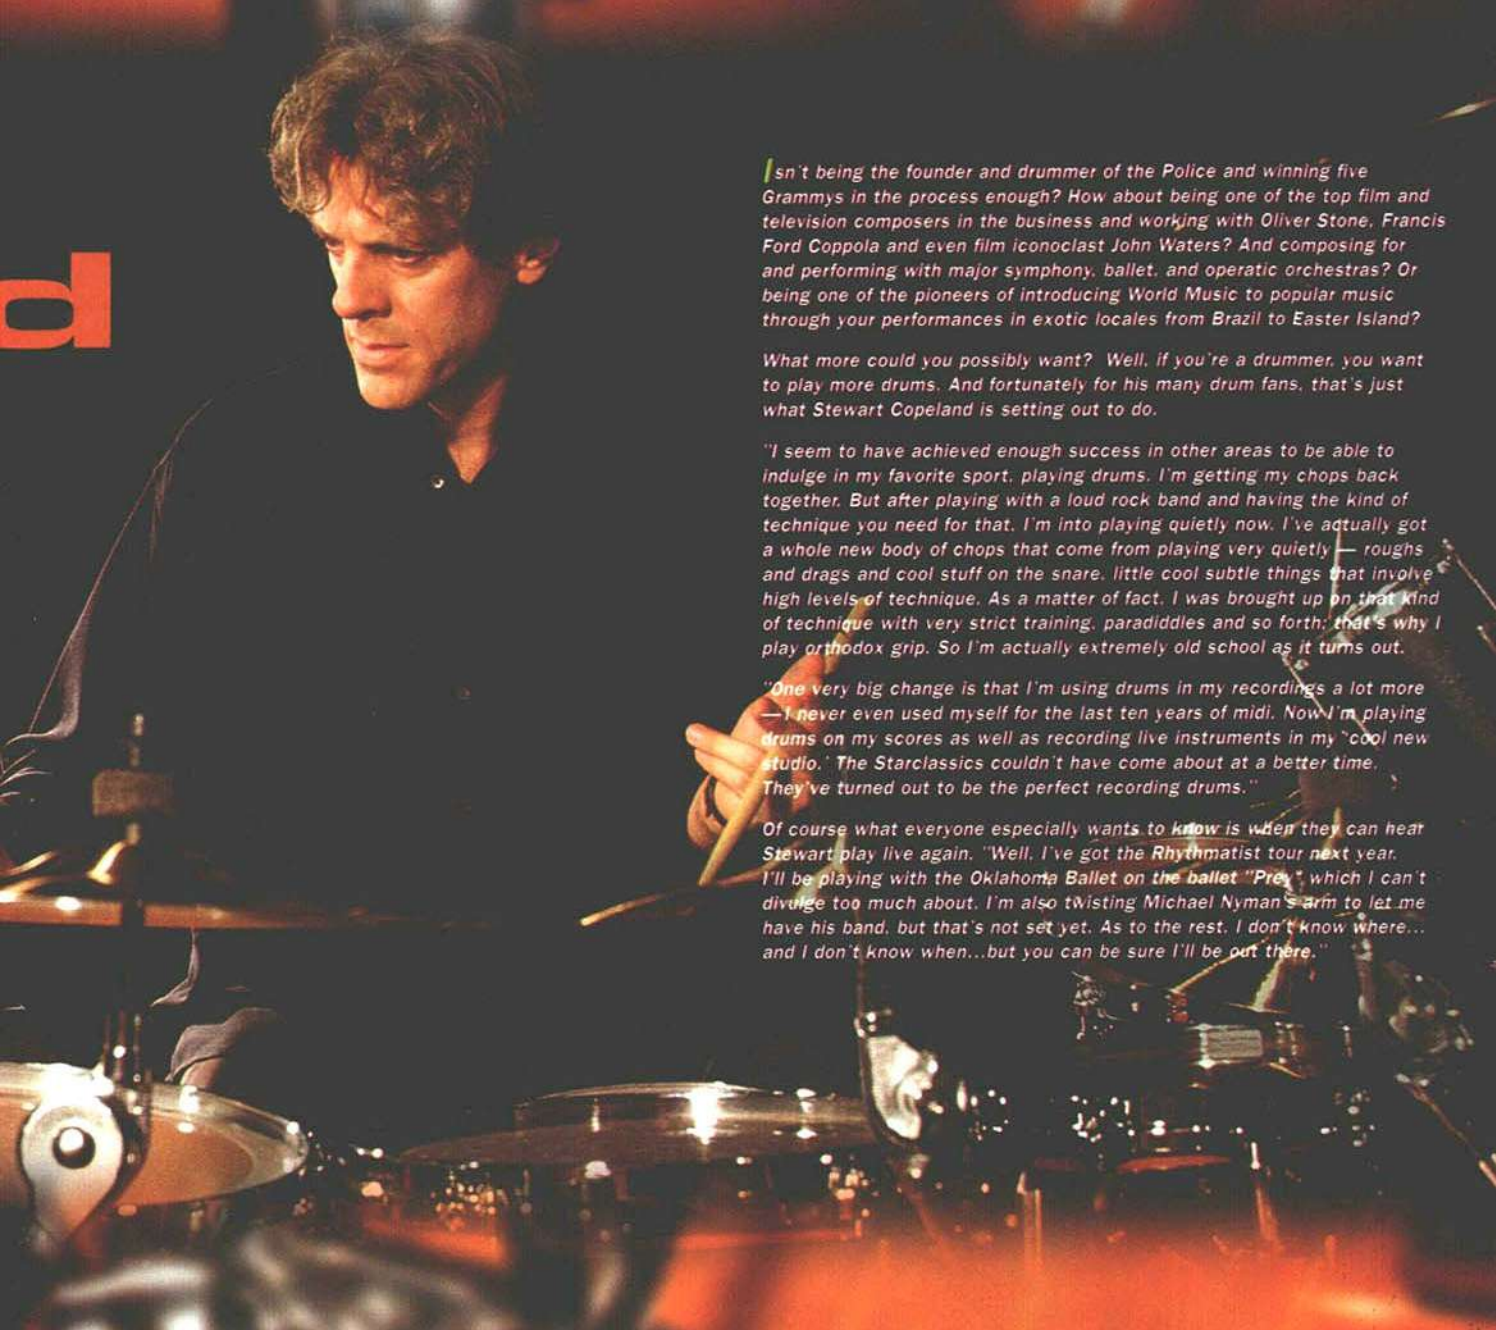 d
Isn't being the founder and drummer of the Police and winning five
Grammys in the process enough? How about being one of the top film and
television composers in the business and working with Oliver Stone, Francis
Ford Coppola and even film iconoclast John Waters? And composing for
and performing with major symphony, ballet, and operatic orchestras? Or
being one of the pioneers of introducing World Music to popular music
through your performances in exotic locales from Brazil to Easter Island?
What more could you possibly want? Well, if you're a drummer, you want
to play more drums. And fortunately for his many drum fans, that's just
what Stewart Copeland is setting out to do.
"I seem to have achieved enough success in other areas to be able to
indulge in my favorite sport, playing drums. I'm getting my chops back
together. But after playing with a loud rock band and having the kind of
technique you need for that, I'm into playing quietly now. I've actually got
a whole new body of chops that come from playing very quietly — roughs
and drags and cool stuff on the snare, little cool subtle things that involve
high levels of technique. As a matter of fact, I was brought up on that kind
of technique with very strict training, paradiddles and so forth; that's why I
play orthodox grip. So I'm actually extremely old school as it turns out.
"One very big change is that I'm using drums in my recordings a lot more
—I never even used myself for the last ten years of midi. Now I'm playing
drums on my scores as well as recording live instruments in my 'cool new
studio.' The Starclassics couldn't have come about at a better time.
They've turned out to be the perfect recording drums."
Of course what everyone especially wants to know is when they can hear
Stewart play live again. "Well, I've got the Rhythmatist tour next year.
I'll be playing with the Oklahoma Ballet on the ballet "Prey" which I can't
divulge too much about. I'm also twisting Michael Nyman's arm to let me
have his band, but that's not set yet. As to the rest, I don't know where...
and I don't know when...but you can be sure I'll be out there."